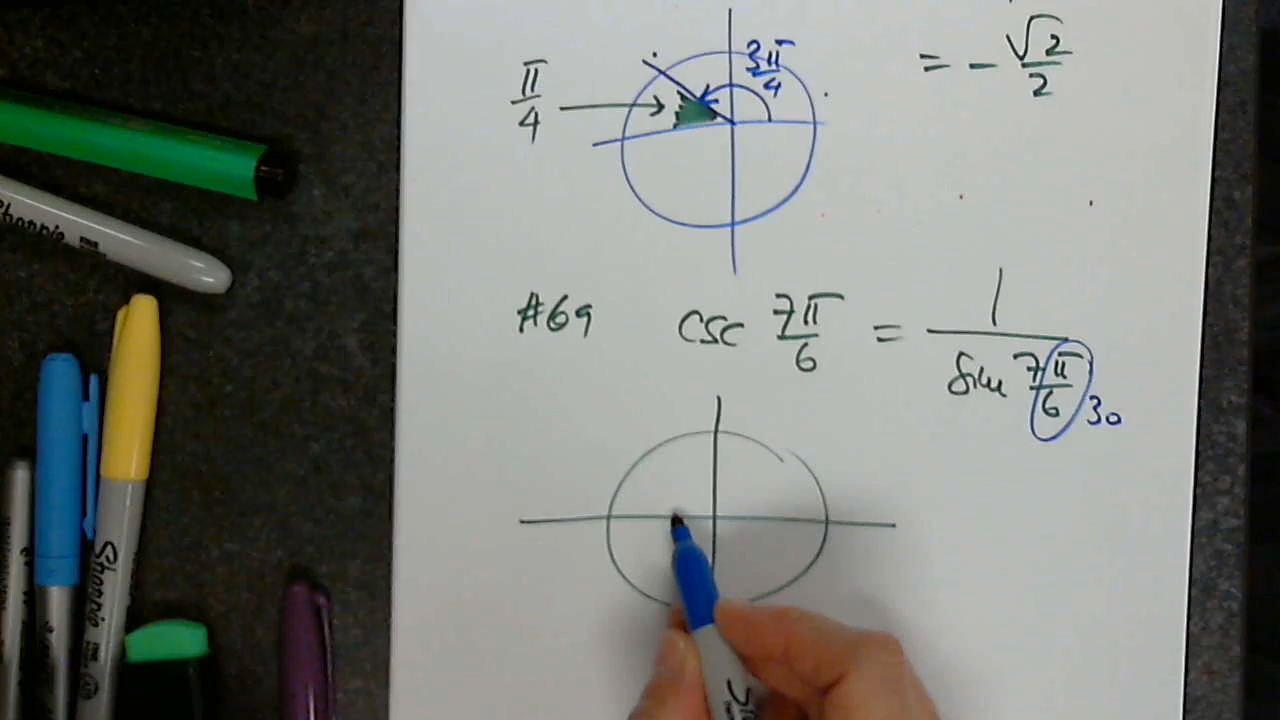 = - √2/2
3π/4
π/4
#69 csc 7π/6 = 1/sin 7π/6
30
Sharpie
Sharpie